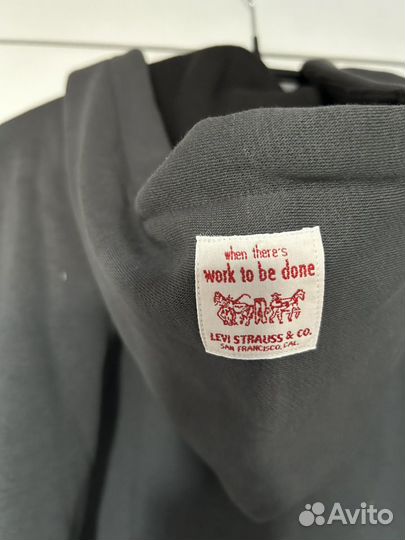 when there's
work to be done
LEVI STRAUSS & CO.
SAN FRANCISCO, CAL.
Avito